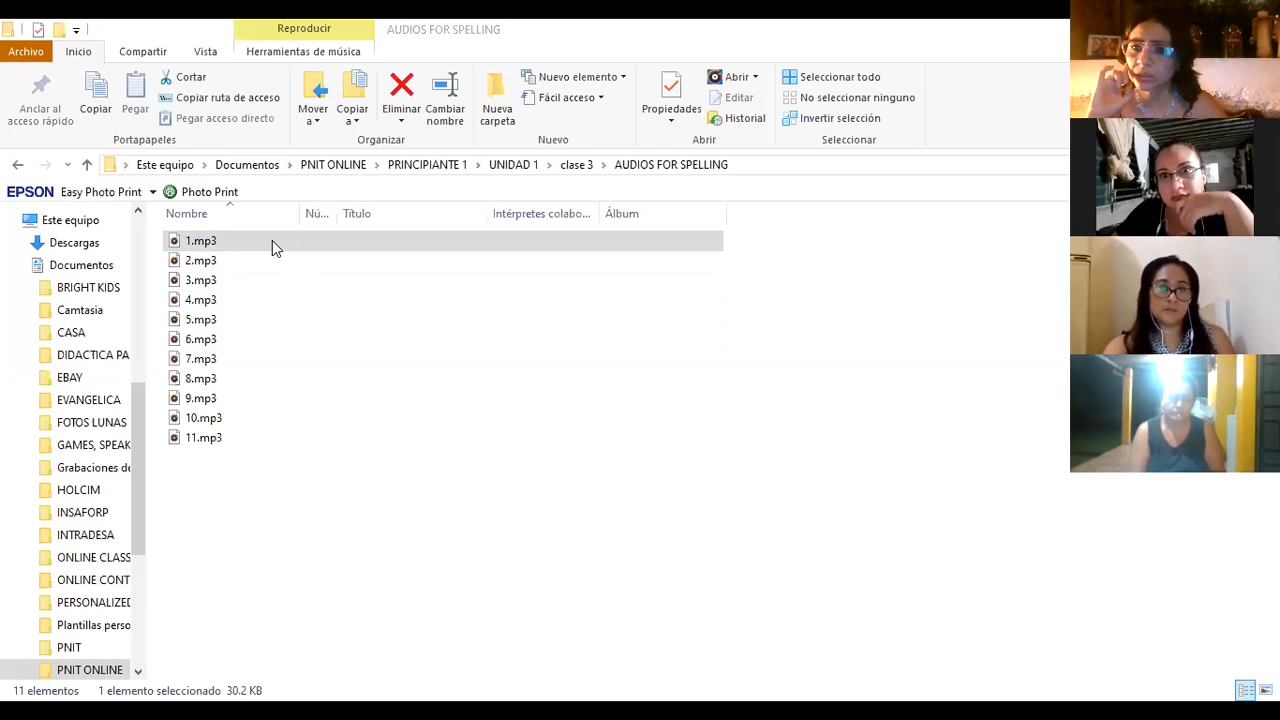 Reproducir
AUDIOS FOR SPELLING
Archivo
Inicio
Compartir
Vista
Herramientas de música
Anclar al acceso rápido
Copiar
Pegar
Cortar
Copiar ruta de acceso
Pegar acceso directo
Portapapeles
Mover a
Copiar a
Eliminar
Cambiar nombre
Organizar
Nueva carpeta
Nuevo elemento
Fácil acceso
Nuevo
Propiedades
Abrir
Editar
Historial
Abrir
Seleccionar todo
No seleccionar ninguno
Invertir selección
Seleccionar
Este equipo
Documentos
PNIT ONLINE
PRINCIPIANTE 1
UNIDAD 1
clase 3
AUDIOS FOR SPELLING
EPSON
Easy Photo Print
Photo Print
Nombre
Nú...
Título
Intérpretes colabo...
Álbum
Este equipo
Descargas
Documentos
BRIGHT KIDS
Camtasia
CASA
DIDACTICA PA
EBAY
EVANGELICA
FOTOS LUNAS
GAMES, SPEAK
Grabaciones de
HOLCIM
INSAFORP
INTRADESA
ONLINE CLASS
ONLINE CONT
PERSONALIZED
Plantillas perso
PNIT
PNIT ONLINE
1.mp3
2.mp3
3.mp3
4.mp3
5.mp3
6.mp3
7.mp3
8.mp3
9.mp3
10.mp3
11.mp3
11 elementos
1 elemento seleccionado 30.2 KB